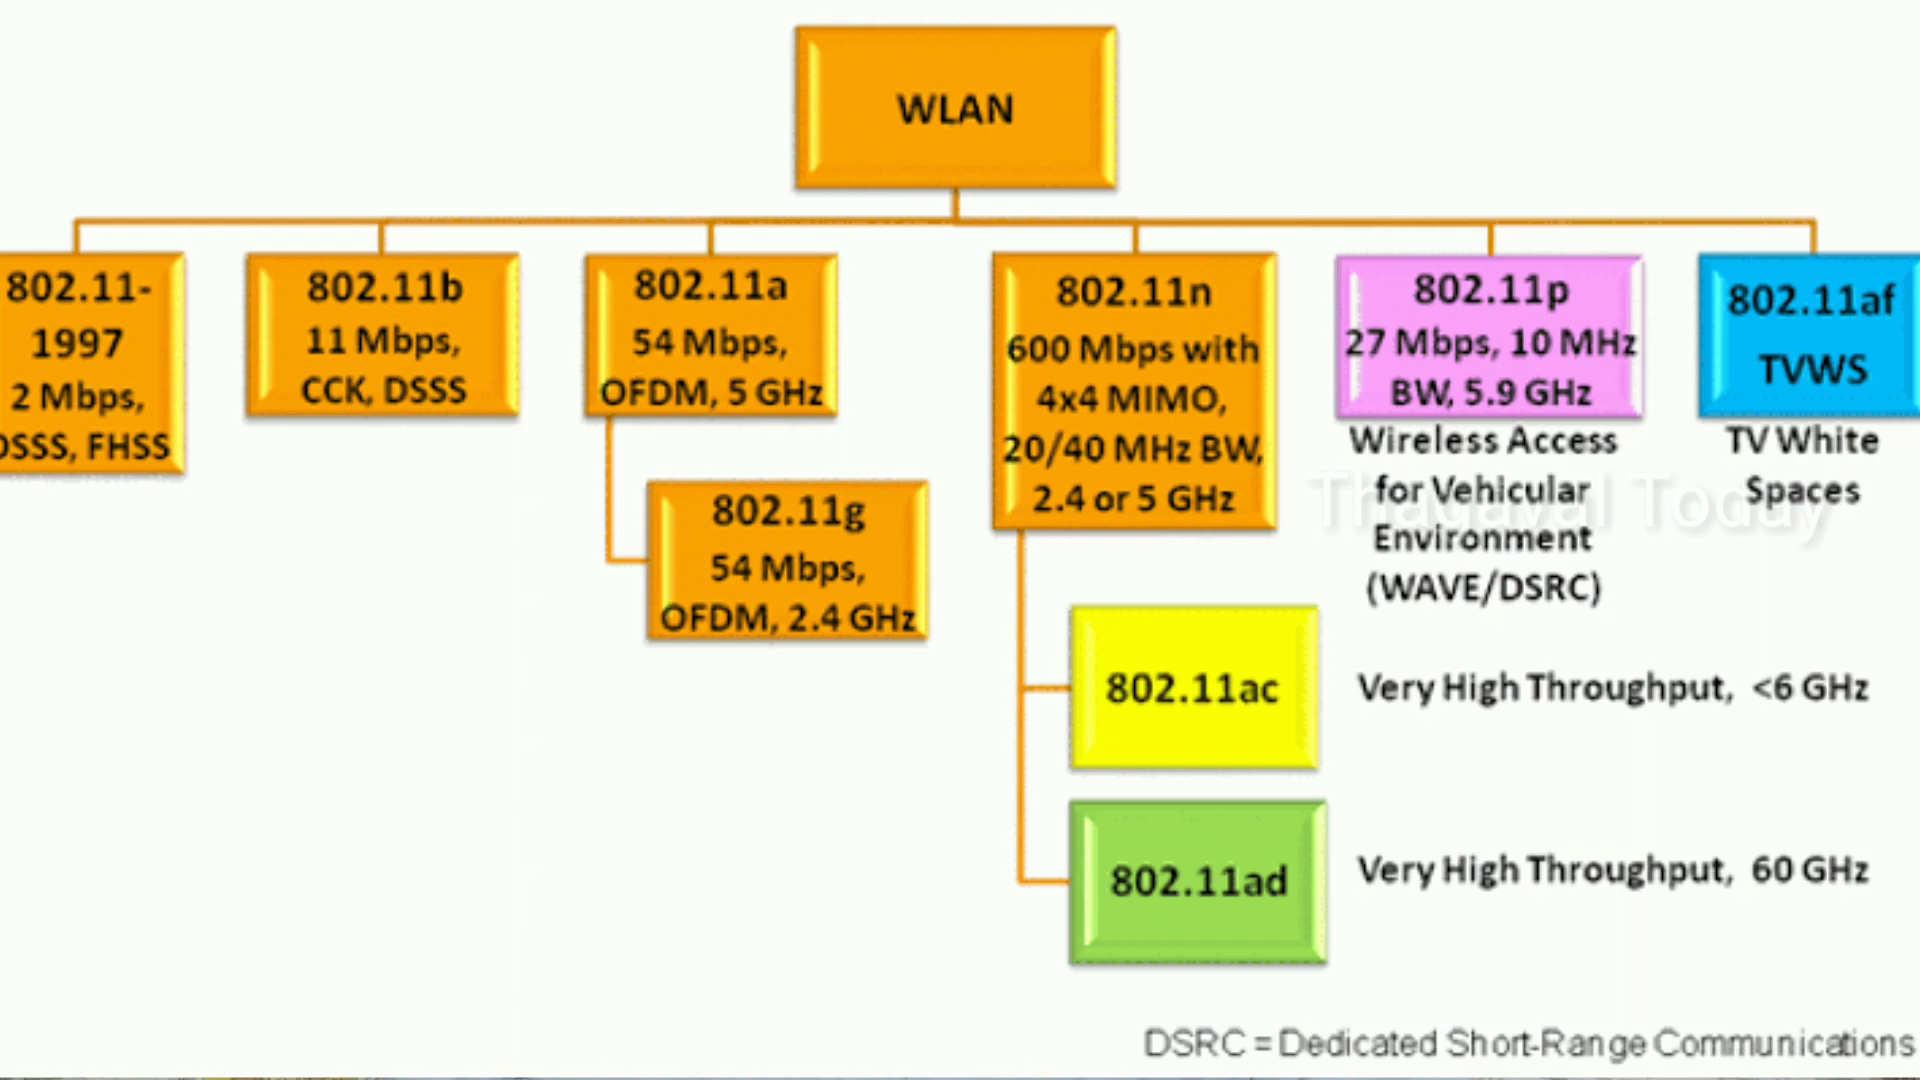 WLAN
802.11-
1997
2 Mbps,
DSSS, FHSS
802.11b
11 Mbps,
CCK, DSSS
802.11a
54 Mbps,
OFDM, 5 GHz
802.11g
54 Mbps,
OFDM, 2.4 GHz
802.11n
600 Mbps with
4x4 MIMO,
20/40 MHz BW,
2.4 or 5 GHz
802.11ac
Very High Throughput, <6 GHz
802.11ad
Very High Throughput, 60 GHz
802.11p
27 Mbps, 10 MHz
BW, 5.9 GHz
Wireless Access
for Vehicular
Environment
(WAVE/DSRC)
802.11af
TVWS
TV White
Spaces
Thagaval Today
DSRC = Dedicated Short-Range Communications